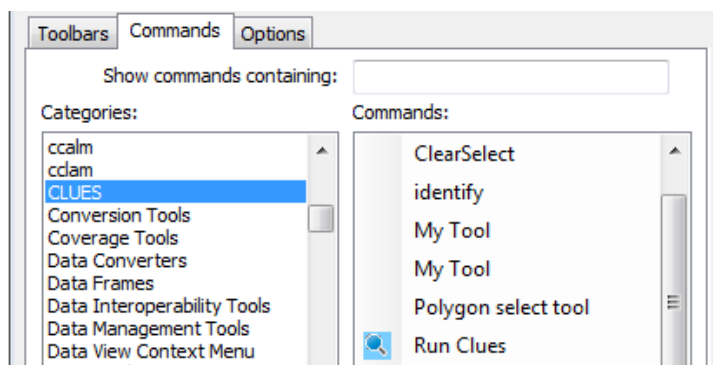 Toolbars Commands Options
Show commands containing:
Categories:
ccalm
cclam
CLUES
Conversion Tools
Coverage Tools
Data Converters
Data Frames
Data Interoperability Tools
Data Management Tools
Data View Context Menu
Commands:
ClearSelect
identify
My Tool
My Tool
Polygon select tool
Run Clues